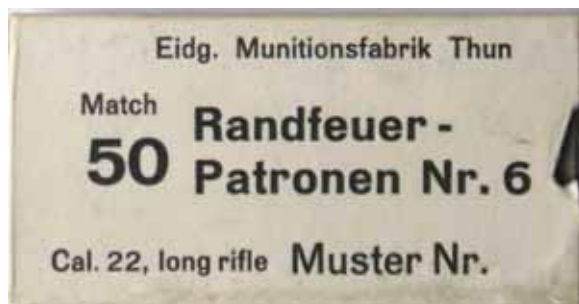 Eidg. Munitionsfabrik Thun
Match
50
Randfeuer-
Patronen Nr. 6
Cal. 22, long rifle Muster Nr.